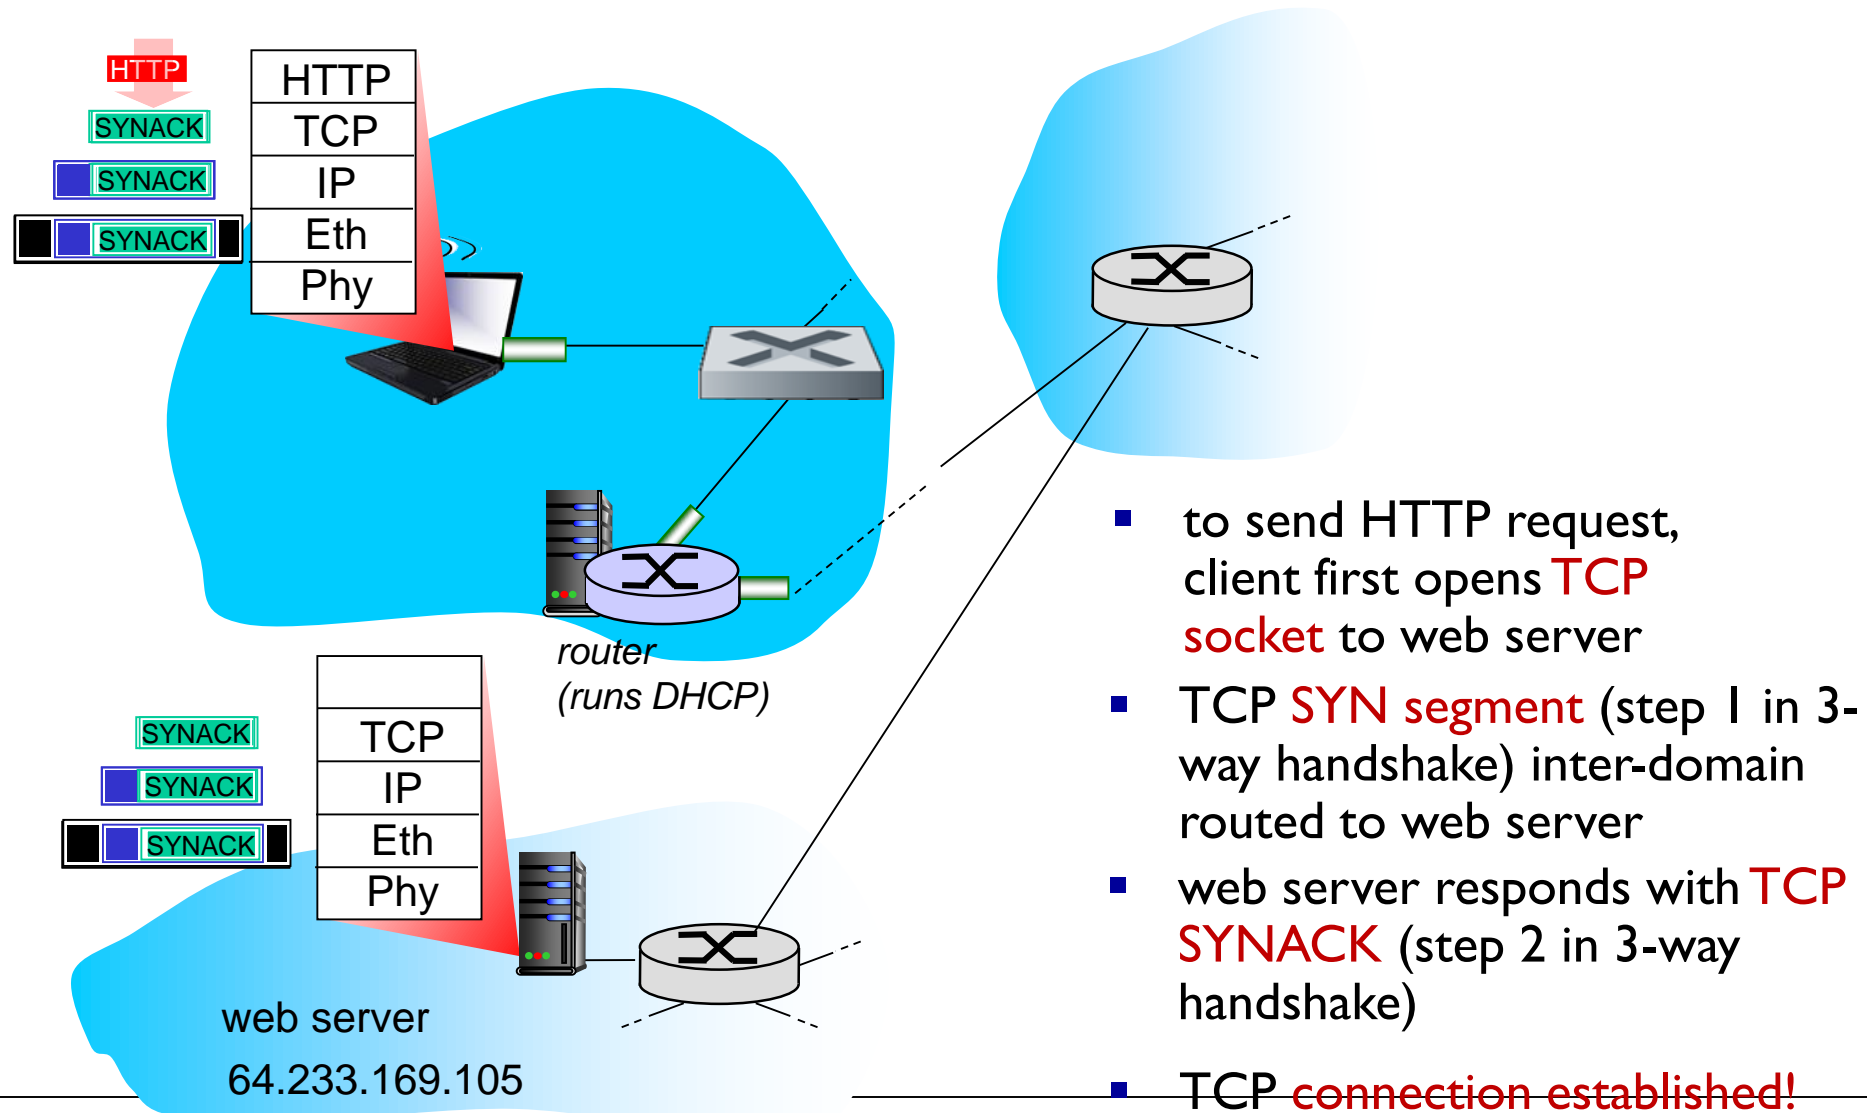 HTTP
SYNACK
SYNACK
SYNACK
HTTP
TCP
IP
Eth
Phy
router
(runs DHCP)
SYNACK
SYNACK
SYNACK
TCP
IP
Eth
Phy
web server
64.233.169.105
▪ to send HTTP request,
client first opens TCP
socket to web server
▪ TCP SYN segment (step 1 in 3-
way handshake) inter-domain
routed to web server
▪ web server responds with TCP
SYNACK (step 2 in 3-way
handshake)
▪ TCP connection established!